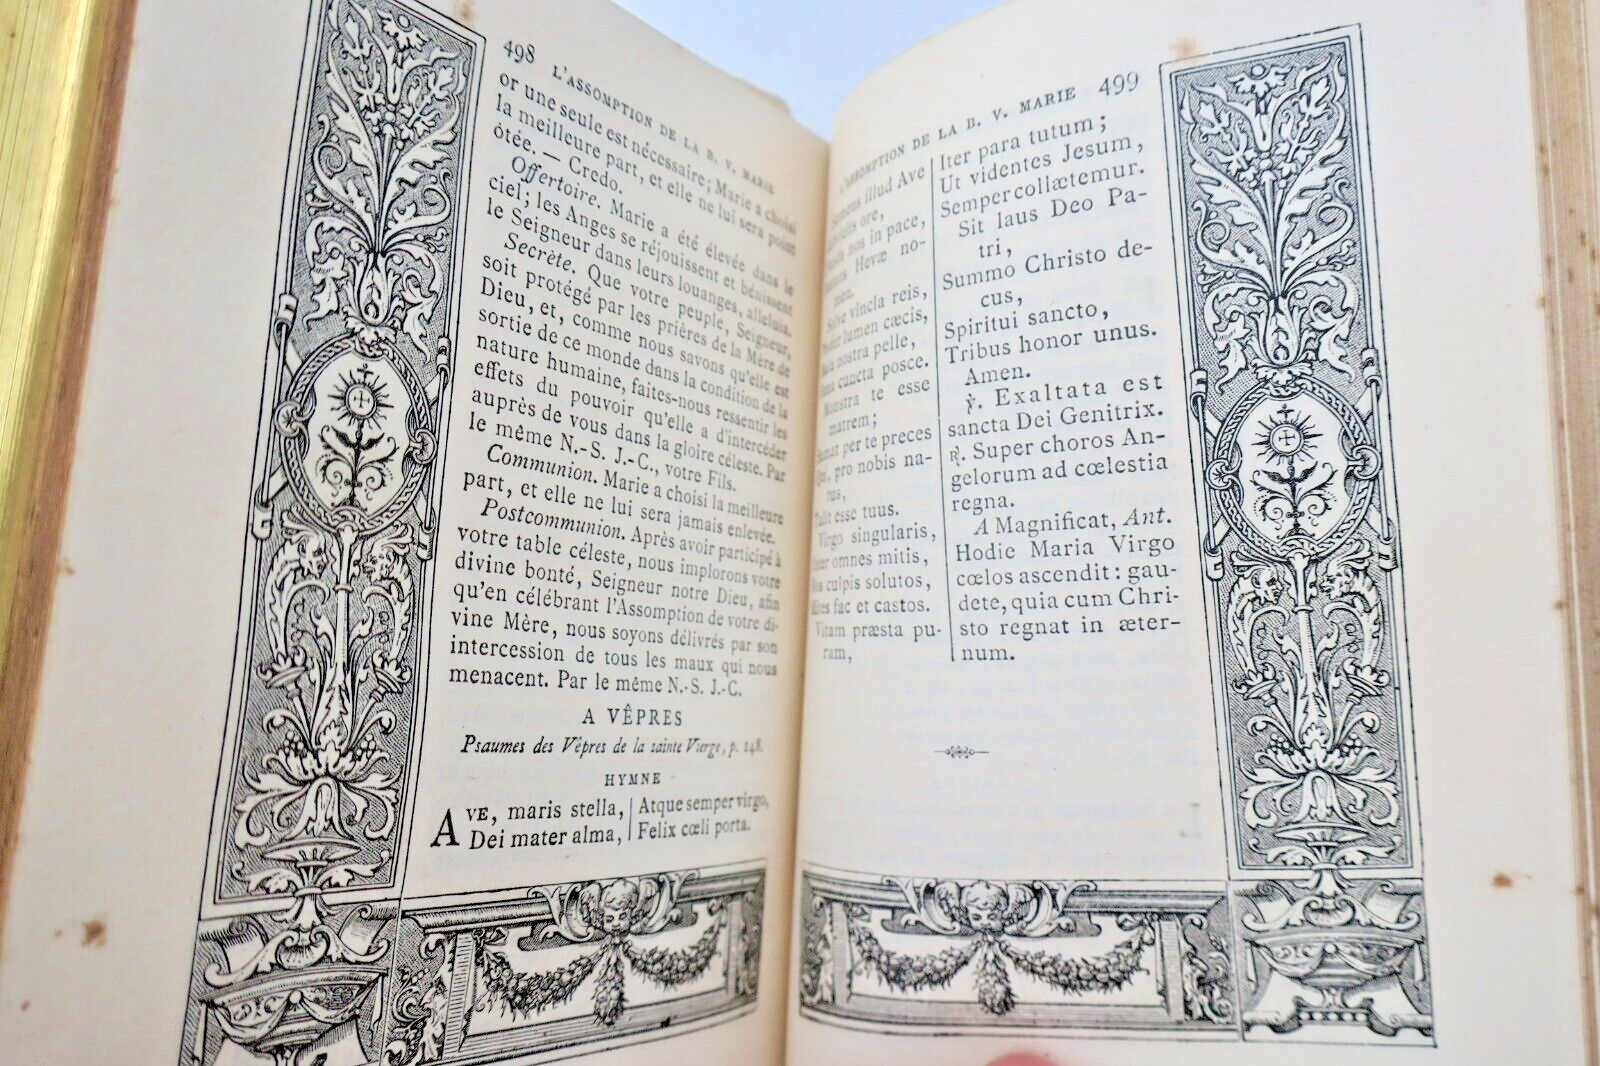 498 L'ASSOMPTION DE LA B. V. MARIE
or une seule est nécessaire; Marie a choisi
la meilleure part, et elle ne lui sera point
ôtée. — Credo.
Offertoire. Marie a été élevée dans le
ciel; les Anges se réjouissent et bénissent
le Seigneur dans leurs louanges, alleluia.
Secrète. Que votre peuple, Seigneur,
soit protégé par les prières de la Mère de
Dieu, et, comme nous savons qu'elle est
sortie de ce monde dans la condition de la
nature humaine, faites-nous ressentir les
effets du pouvoir qu'elle a d'intercéder
auprès de vous dans la gloire céleste. Par
le même N.-S. J.-C., votre Fils.
Communion. Marie a choisi la meilleure
part, et elle ne lui sera jamais enlevée.
Postcommunion. Après avoir participé à
votre table céleste, nous implorons votre
divine bonté, Seigneur notre Dieu, afin
qu'en célébrant l'Assomption de votre di-
vine Mère, nous soyons délivrés par son
intercession de tous les maux qui nous
menacent. Par le même N.-S. J.-C.
A VÊPRES
Psaumes des Vêpres de la sainte Vierge, p. 148.
HYMNE
AVE, maris stella,
Dei mater alma,
Atque semper virgo,
Felix cœli porta.
L'ASSOMPTION DE LA B. V. MARIE 499
illud Ave
ore,
nos in pace,
Hevæ no-
men.
vincla reis,
lumen cæcis,
nostra pelle,
cuncta posce.
Monstra te esse
matrem;
Sumat per te preces
Qui, pro nobis na-
tus,
Tulit esse tuus.
Virgo singularis,
Inter omnes mitis,
Nos culpis solutos,
Mites fac et castos.
Vitam præsta pu-
ram,
Iter para tutum;
Ut videntes Jesum,
Semper collætemur.
Sit laus Deo Pa-
tri,
Summo Christo de-
cus,
Spiritui sancto,
Tribus honor unus.
Amen.
℣. Exaltata est
sancta Dei Genitrix.
℟. Super choros An-
gelorum ad cœlestia
regna.
A Magnificat, Ant.
Hodie Maria Virgo
cœlos ascendit : gau-
dete, quia cum Chri-
sto regnat in æter-
num.